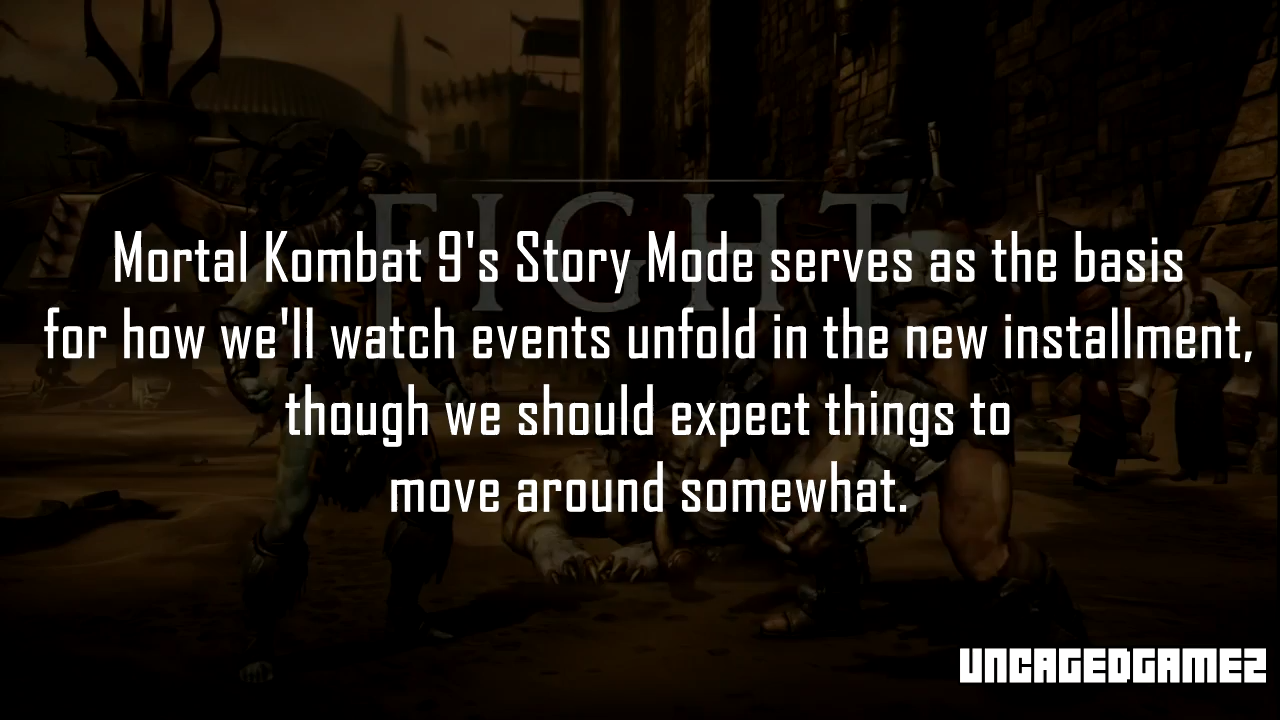 FIGHT
Mortal Kombat 9's Story Mode serves as the basis
for how we'll watch events unfold in the new installment,
though we should expect things to
move around somewhat.
UNCAGEDGAMEZ